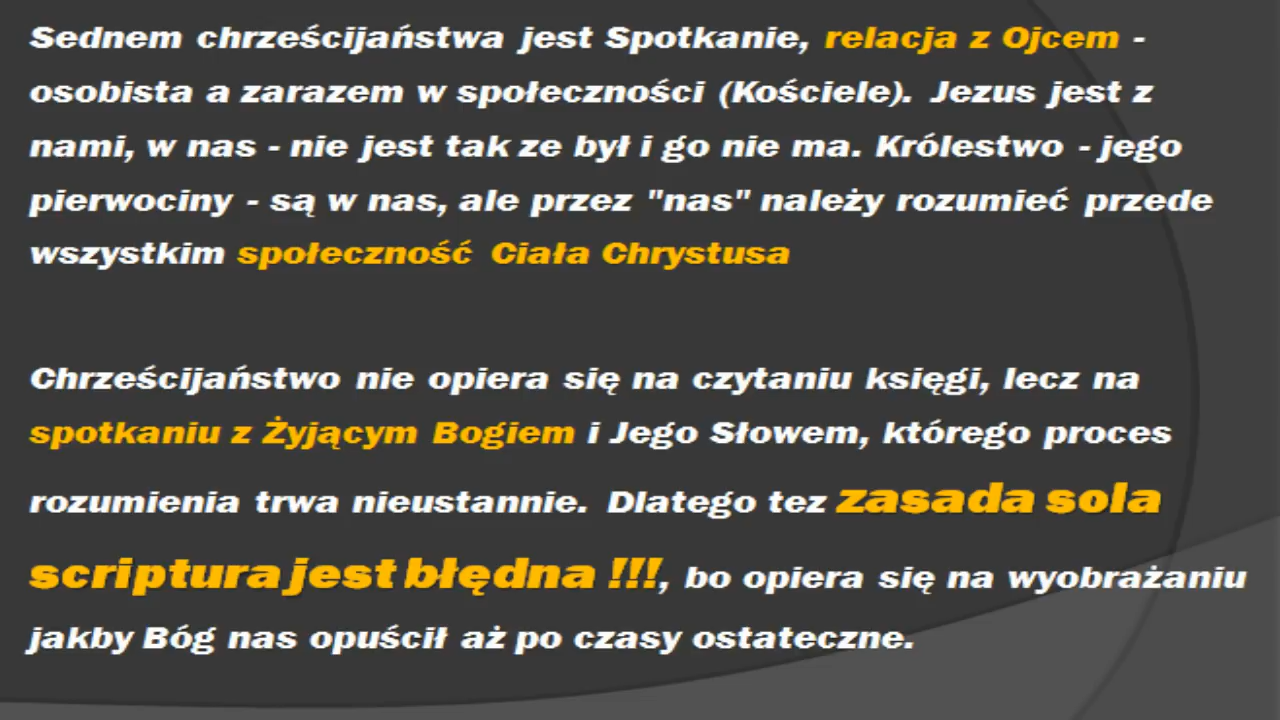 Sednem chrześcijaństwa jest Spotkanie, relacja z Ojcem -
osobista a zarazem w społeczności (Kościele). Jezus jest z
nami, w nas - nie jest tak ze był i go nie ma. Królestwo - jego
pierwociny - są w nas, ale przez "nas" należy rozumieć przede
wszystkim społeczność Ciała Chrystusa
Chrześcijaństwo nie opiera się na czytaniu księgi, lecz na
spotkaniu z Żyjącym Bogiem i Jego Słowem, którego proces
rozumienia trwa nieustannie. Dlatego tez zasada sola
scriptura jest błędna !!!, bo opiera się na wyobrażaniu
jakby Bóg nas opuścił aż po czasy ostateczne.